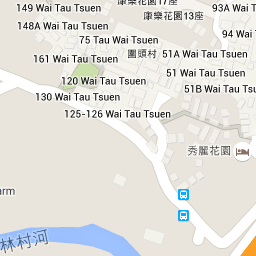 149 Wai Tau Tsuen
康樂花園17座
93 Wai
148A Wai Tau Tsuen
康樂花園13座
94 Wai
75 Wai Tau Tsuen
團頭村
51A Wai Tau Tsuen
161 Wai Tau Tsuen
120 Wai Tau Tsuen
51 Wai Tau Tsuen
130 Wai Tau Tsuen
51B Wai Tau Tsuen
125-126 Wai Tau Tsuen
秀麗花園
arm
林村河